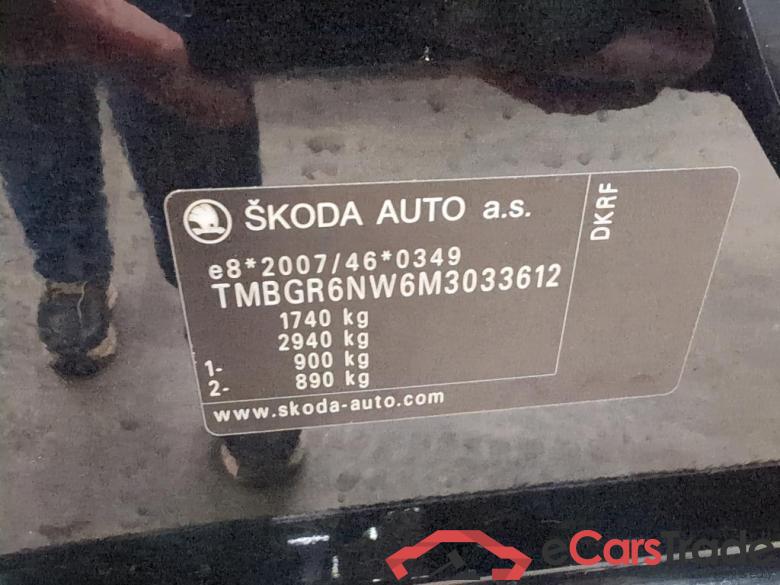 ŠKODA AUTO a.s.
DKRF
e8*2007/46*0349
TMBGR6NW6M3033612
1740 kg
2940 kg
1- 900 kg
2- 890 kg
www.skoda-auto.com
eCarsTrade